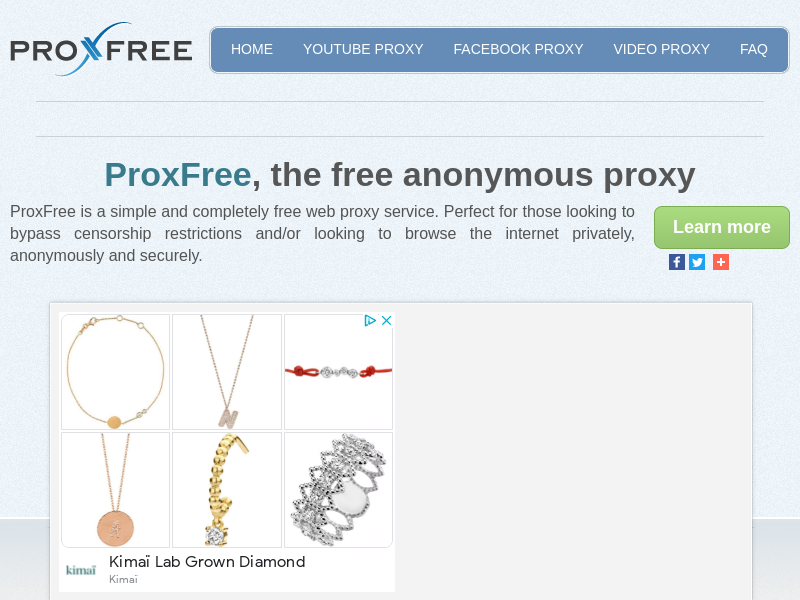 PROXFREE
HOME YOUTUBE PROXY FACEBOOK PROXY VIDEO PROXY FAQ
ProxFree, the free anonymous proxy
ProxFree is a simple and completely free web proxy service. Perfect for those looking to
bypass censorship restrictions and/or looking to browse the internet privately,
anonymously and securely.
Learn more
N
kimaï
Kimaï Lab Grown Diamond
Kimaï